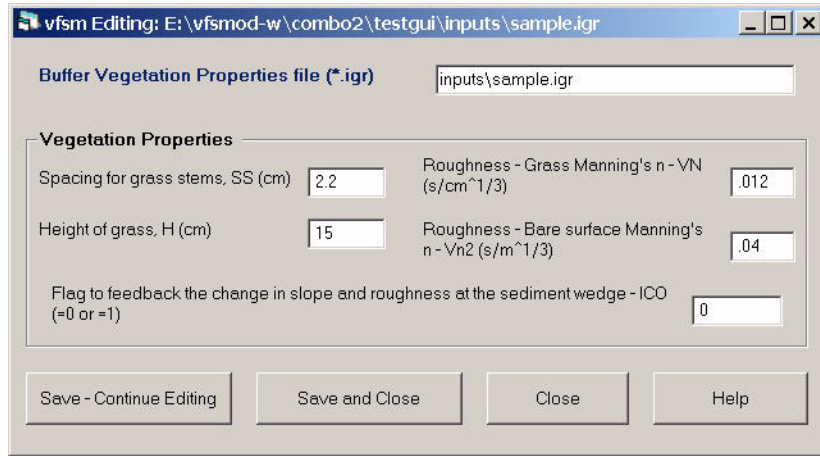 vfsm Editing: E:\vfsmod-w\combo2\testgui\inputs\sample.igr
Buffer Vegetation Properties file (*.igr)
inputs\sample.igr
Vegetation Properties
Spacing for grass stems, SS (cm)
2.2
Roughness - Grass Manning's n - VN
(s/cm^1/3)
.012
Height of grass, H (cm)
15
Roughness - Bare surface Manning's
n - Vn2 (s/m^1/3)
.04
Flag to feedback the change in slope and roughness at the sediment wedge - ICO
(=0 or =1)
0
Save - Continue Editing
Save and Close
Close
Help